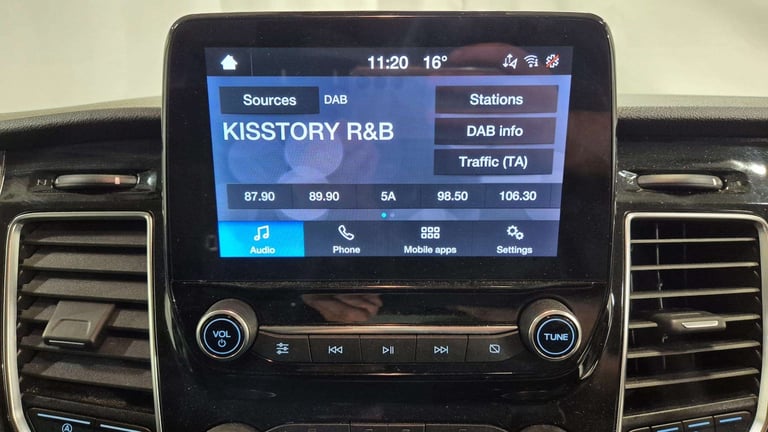 11:20 16°
Sources DAB Stations
KISSTORY R&B
DAB info
Traffic (TA)
87.90 89.90 5A 98.50 106.30
Audio Phone Mobile apps Settings
VOL TUNE
A